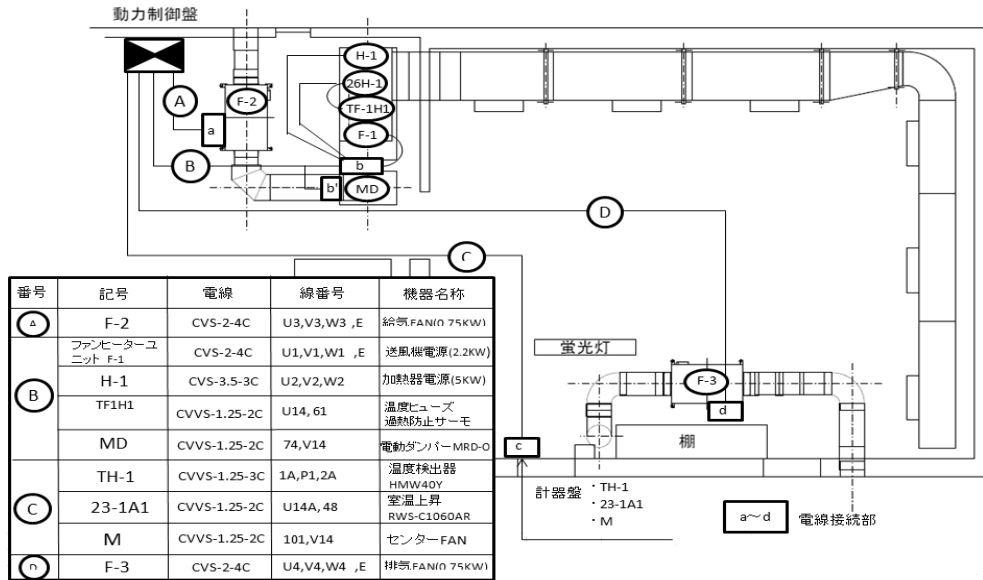 動力制御盤
H-1
26H-1
TF-1H1
F-1
F-2
A
a
B
b
b'
MD
D
C
蛍光灯
F-3
d
棚
c
計器盤
・TH-1
・23-1A1
・M
a~d
電線接続部
番号 記号 電線 線番号 機器名称
A F-2 CVS-2-4C U3,V3,W3 ,E 給気FAN(0.75KW)
B ファンヒーターユ
ニット F-1 CVS-2-4C U1,V1,W1 ,E 送風機電源(2.2KW)
H-1 CVS-3.5-3C U2,V2,W2 加熱器電源(5KW)
TF1H1 CVVS-1.25-2C U14,61 温度ヒューズ
過熱防止サーモ
MD CVVS-1.25-2C 74,V14 電動ダンパーMRD-O
C TH-1 CVVS-1.25-3C 1A,P1,2A 温度検出器
HMW40Y
23-1A1 CVVS-1.25-2C U14A,48 室温上昇
RWS-C1060AR
M CVVS-1.25-2C 101,V14 センターFAN
D F-3 CVS-2-4C U4,V4,W4 ,E 排気FAN(0.75KW)